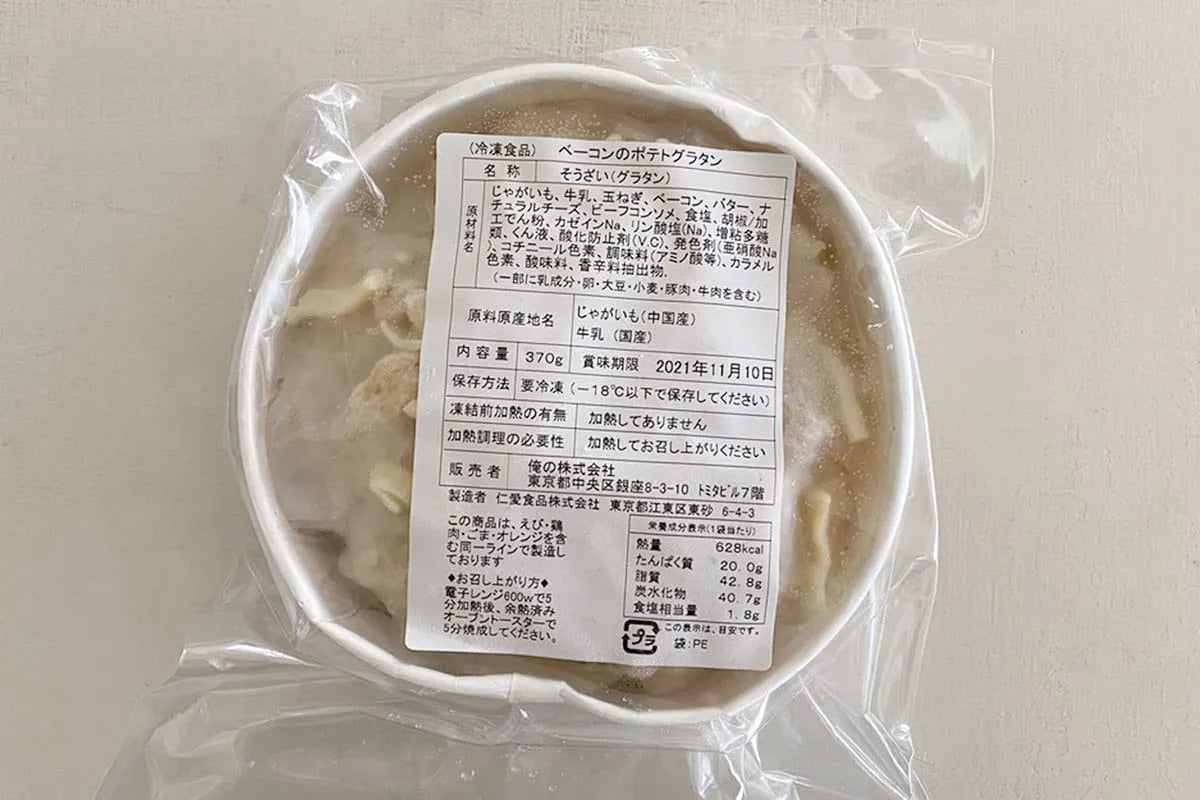 (冷凍食品) ベーコンのポテトグラタン
名称 そうざい(グラタン)
原材料名
じゃがいも、牛乳、玉ねぎ、ベーコン、バター、ナ
チュラルチーズ、ビーフコンソメ、食塩、胡椒/加
工でん粉、カゼインNa、リン酸塩(Na)、増粘多糖
類、くん液、酸化防止剤(V.C)、発色剤(亜硝酸Na
)、コチニール色素、調味料(アミノ酸等)、カラメル
色素、酸味料、香辛料抽出物.
(一部に乳成分・卵・大豆・小麦・豚肉・牛肉を含む)
原料原産地名
じゃがいも(中国産)
牛乳 (国産)
内容量 370g 賞味期限 2021年11月10日
保存方法 要冷凍 (-18℃以下で保存してください)
凍結前加熱の有無 加熱してありません
加熱調理の必要性 加熱してお召し上がりください
販売者
俺の株式会社
東京都中央区銀座8-3-10 トミタビル7階
製造者 仁愛食品株式会社 東京都江東区東砂 6-4-3
この商品は、えび・鶏
肉・ごま・オレンジを含
む同一ラインで製造し
ております
◆お召し上がり方◆
電子レンジ600wで5
分加熱後、余熱済み
オーブントースターで
5分焼成してください。
栄養成分表示(1袋当たり)
熱量 628kcal
たんぱく質 20.0g
脂質 42.8g
炭水化物 40.7g
食塩相当量 1.8g
この表示は、目安です。
プラ 袋:PE